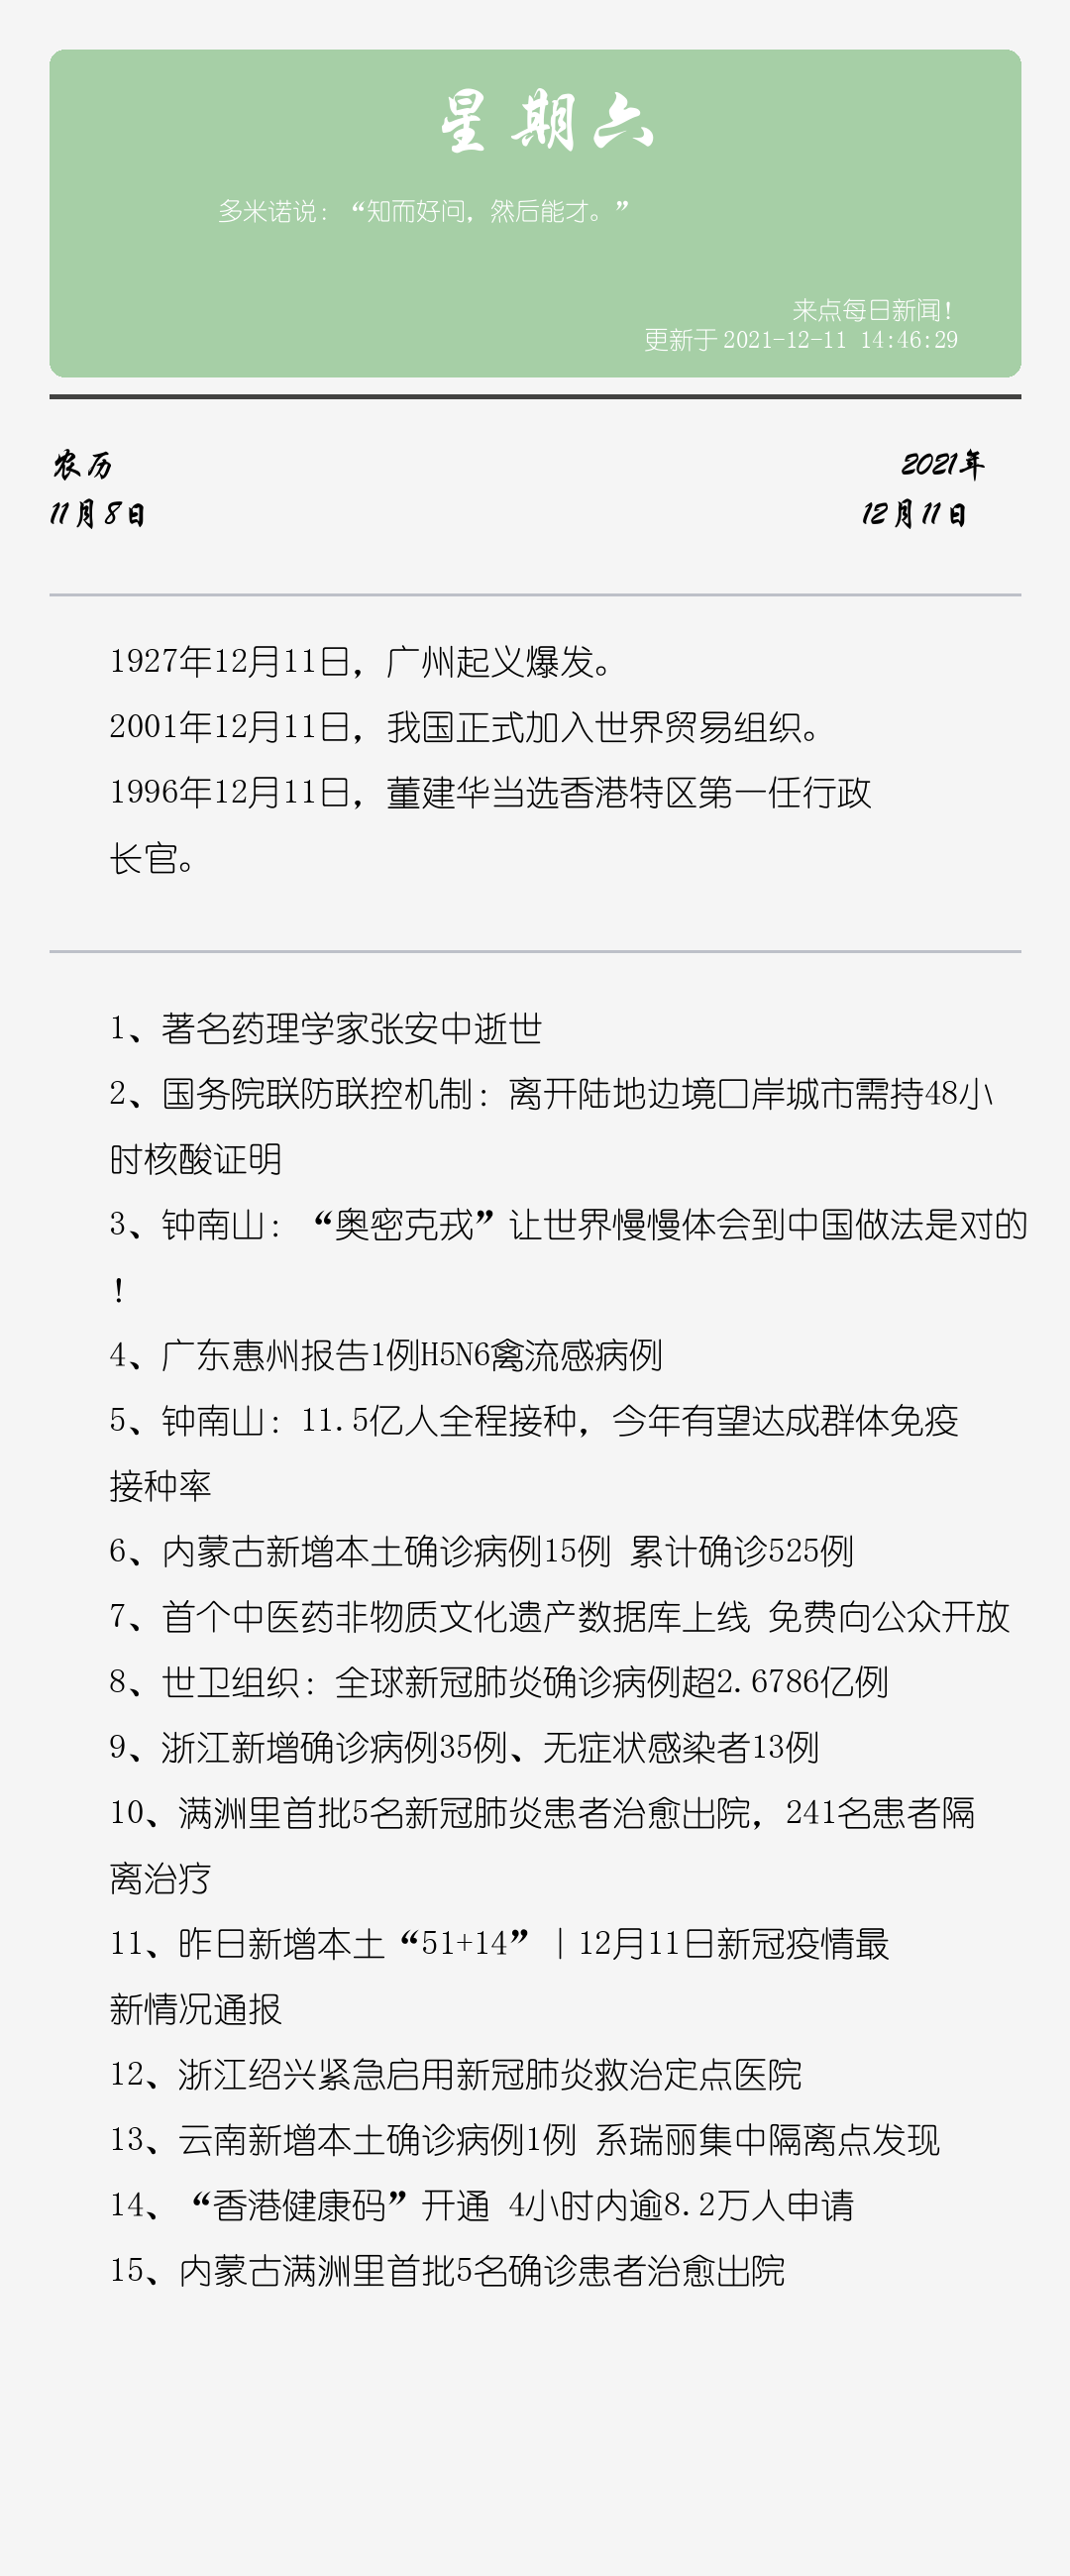 星期六
多米诺说：“知而好问，然后能才。”
来点每日新闻！
更新于2021-12-11 14:46:29
农历
2021年
11月8日
12月11日
1927年12月11日，广州起义爆发。
2001年12月11日，我国正式加入世界贸易组织。
1996年12月11日，董建华当选香港特区第一任行政
长官。
1、著名药理学家张安中逝世
2、国务院联防联控机制：离开陆地边境口岸城市需持48小
时核酸证明
3、钟南山：“奥密克戎”让世界慢慢体会到中国做法是对的
！
4、广东惠州报告1例H5N6禽流感病例
5、钟南山：11.5亿人全程接种，今年有望达成群体免疫
接种率
6、内蒙古新增本土确诊病例15例 累计确诊525例
7、首个中医药非物质文化遗产数据库上线 免费向公众开放
8、世卫组织：全球新冠肺炎确诊病例超2.6786亿例
9、浙江新增确诊病例35例、无症状感染者13例
10、满洲里首批5名新冠肺炎患者治愈出院，241名患者隔
离治疗
11、昨日新增本土“51+14”｜12月11日新冠疫情最
新情况通报
12、浙江绍兴紧急启用新冠肺炎救治定点医院
13、云南新增本土确诊病例1例 系瑞丽集中隔离点发现
14、“香港健康码”开通 4小时内逾8.2万人申请
15、内蒙古满洲里首批5名确诊患者治愈出院